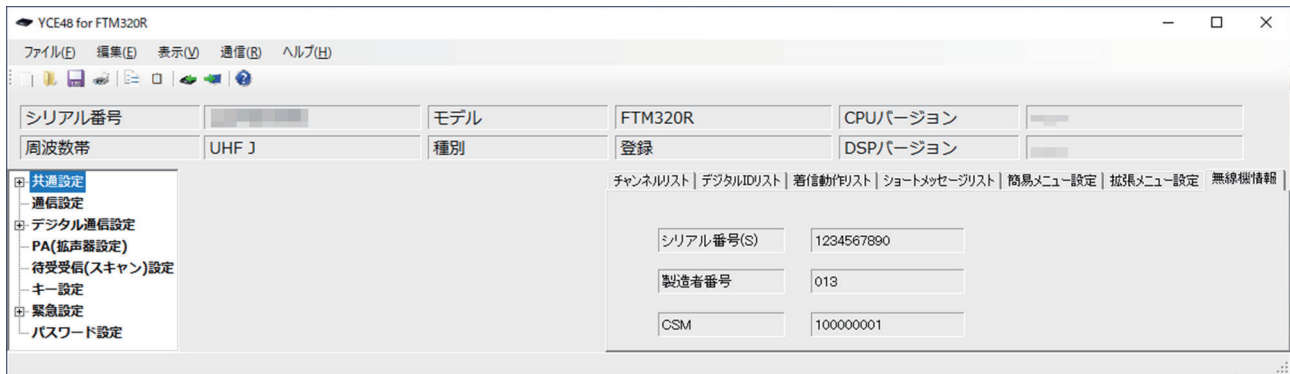 YCE48 for FTM320R
ファイル(F) 編集(E) 表示(V) 通信(R) ヘルプ(H)
シリアル番号 モデル FTM320R CPUバージョン
周波数帯 UHF J 種別 登録 DSPバージョン
チャンネルリスト デジタルIDリスト 着信動作リスト ショートメッセージリスト 簡易メニュー設定 拡張メニュー設定 無線機情報
共通設定
通信設定
デジタル通信設定
PA(拡声器設定)
待受受信(スキャン)設定
キー設定
緊急設定
パスワード設定
シリアル番号(S) 1234567890
製造者番号 013
CSM 100000001